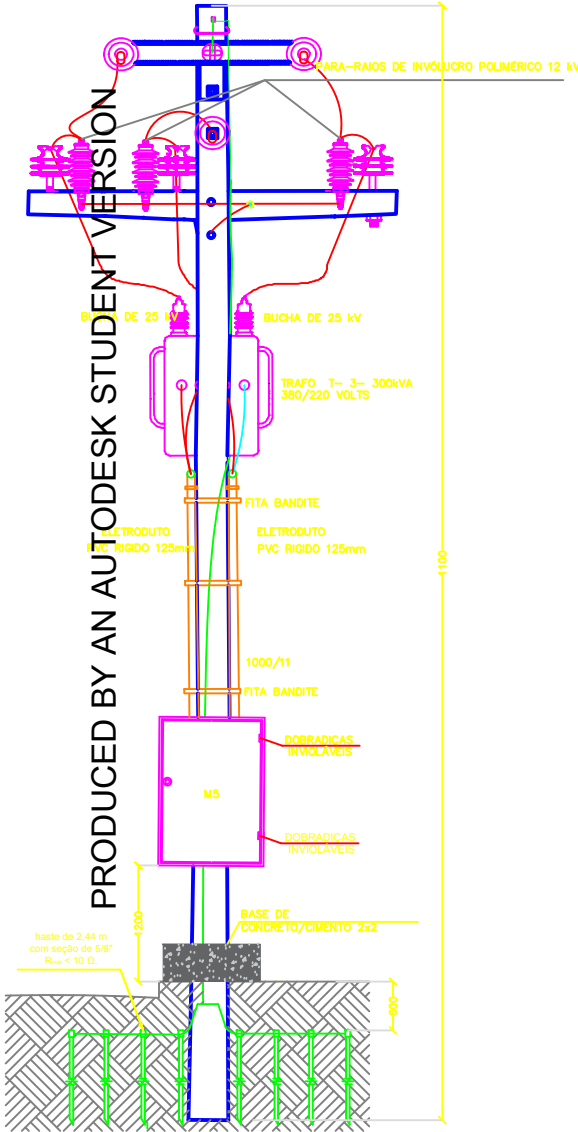 PARA-RAIOS DE INVÓLUCRO POLIMÉRICO 12 kV
PRODUCED BY AN AUTODESK STUDENT VERSION
BUCHA DE 25 kV
BUCHA DE 25 kV
TRAFO T- 3~ 300kVA
380/220 VOLTS
FITA BANDITE
ELETRODUTO
PVC RIGIDO 125mm
ELETRODUTO
PVC RIGIDO 125mm
1100
1000/11
FITA BANDITE
DOBRADIÇAS
INVIOLÁVEIS
M5
DOBRADIÇAS
INVIOLÁVEIS
1200
BASE DE
CONCRETO/CIMENTO 2x2
haste de 2,44 m
com seção de 5/8"
< 10 Ω
600